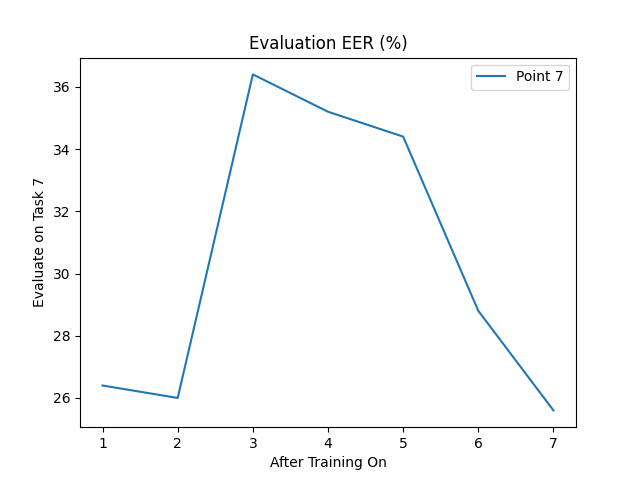 Evaluation EER (%)
Point 7
36
34
32
30
28
26
Evaluate on Task 7
1 2 3 4 5 6 7
After Training On